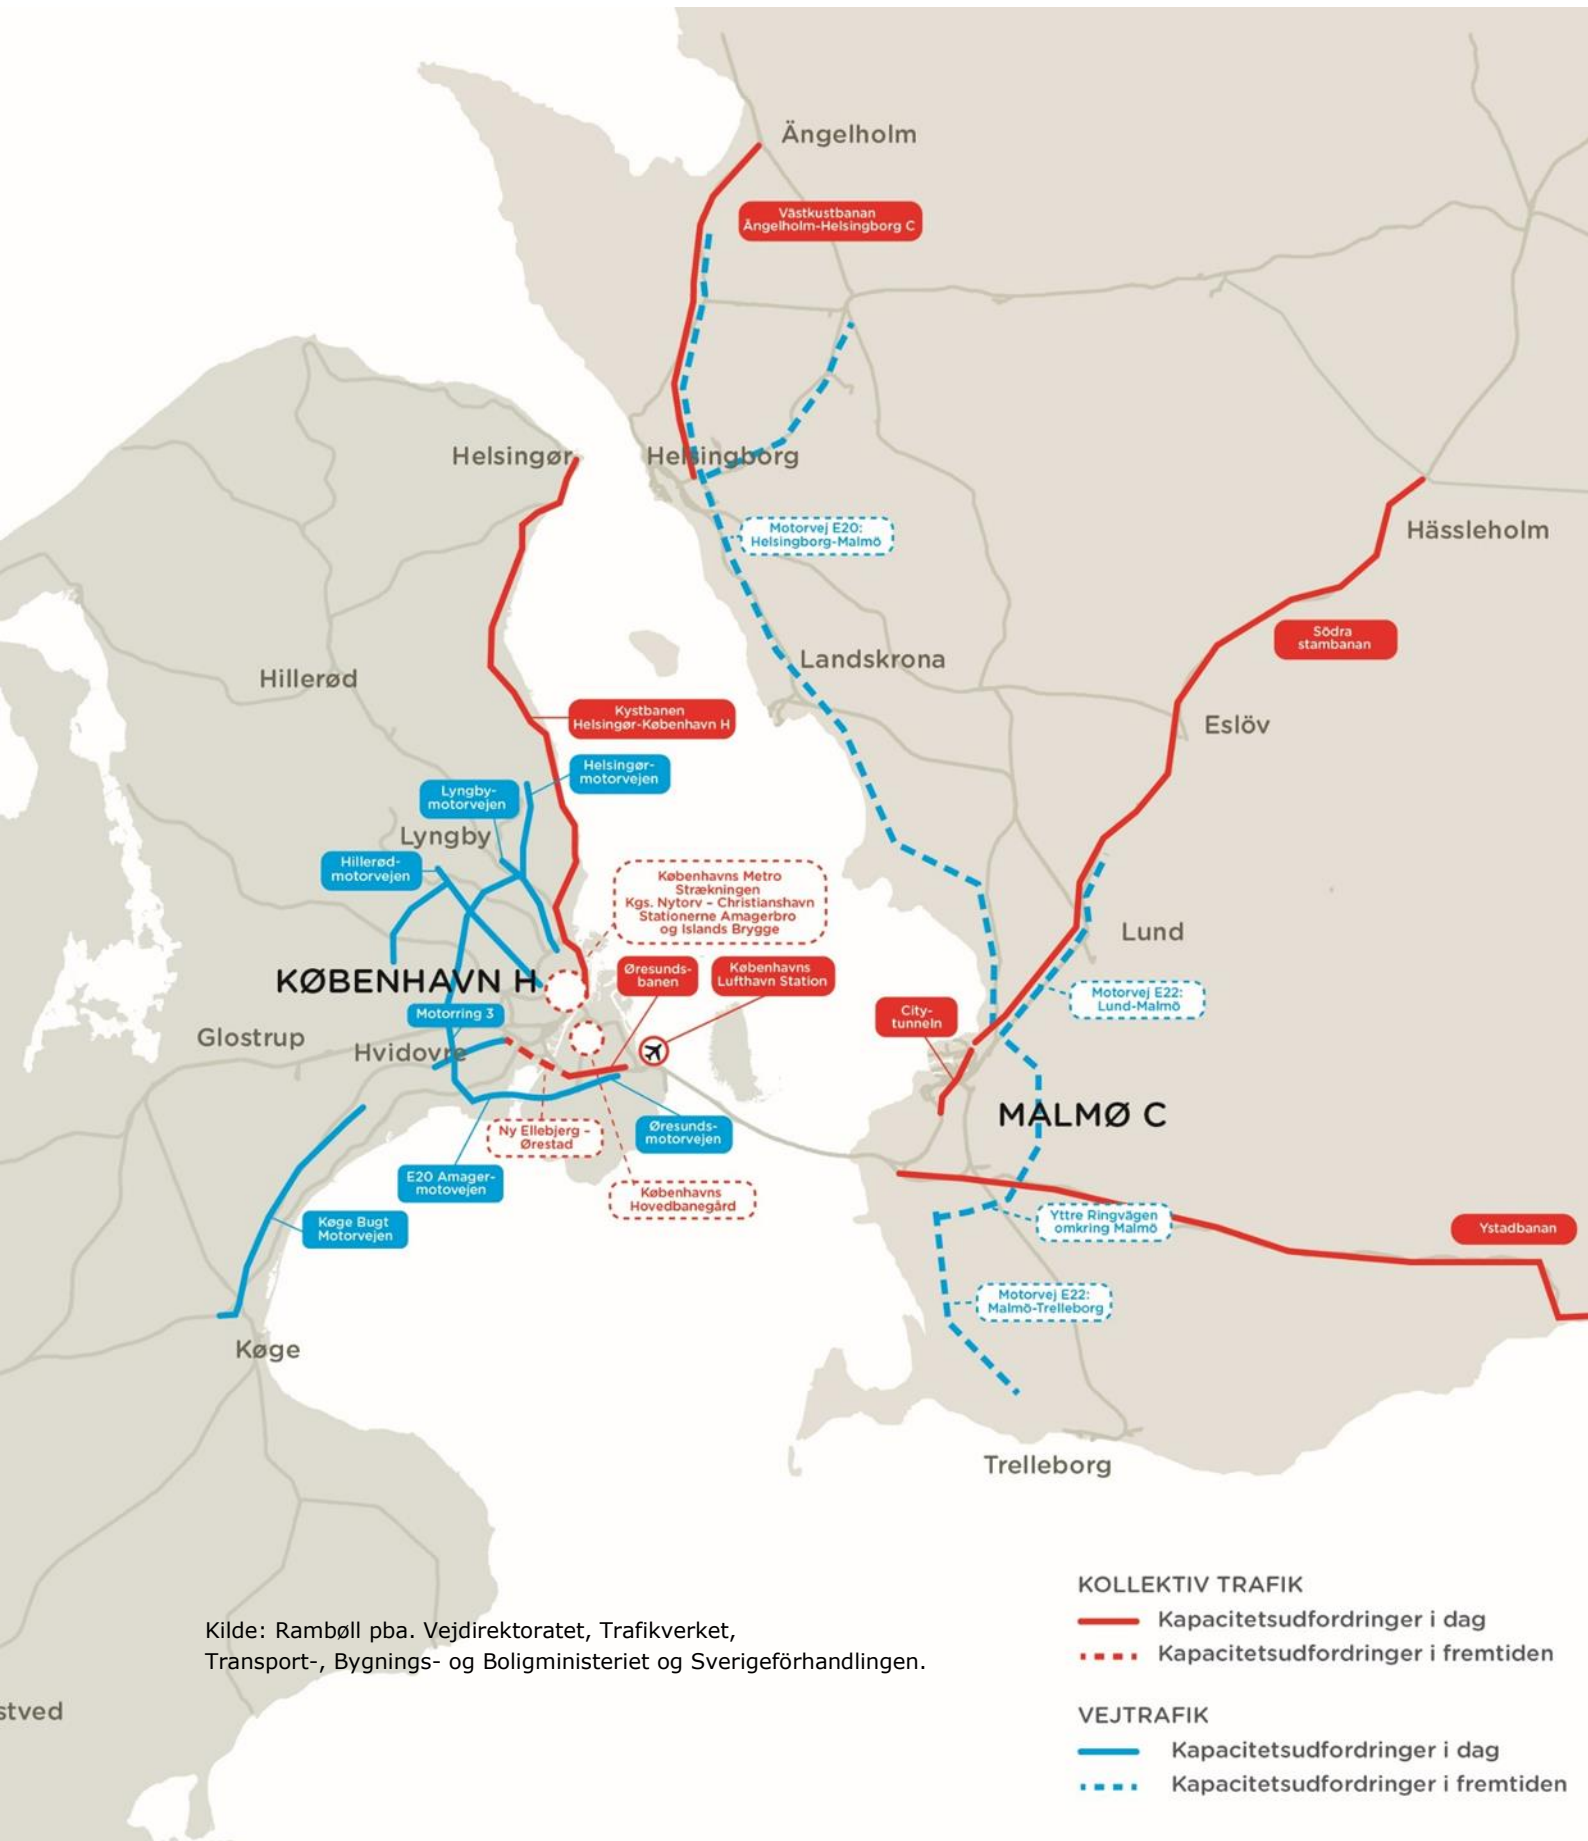 Ängelholm
Västkustbanan
Ängelholm-Helsingborg C
Helsingør
Helsingborg
Motorvej E20:
Helsingborg-Malmö
Hässleholm
Södra
stambanan
Landskrona
Hillerød
Kystbanen
Helsingør-København H
Eslöv
Helsingør-
motorvejen
Lyngby-
motorvejen
Lyngby
Hillerød-
motorvejen
Københavns Metro
Strækningen
Kgs. Nytorv - Christianshavn
Stationerne Amagerbro
og Islands Brygge
Lund
KØBENHAVN H
Øresunds-
banen
Københavns
Lufthavn Station
Motorvej E22:
Lund-Malmö
City-
tunneln
Motorring 3
Glostrup
Hvidovre
MALMØ C
Ny Ellebjerg -
Ørestad
Øresunds-
motorvejen
E20 Amager-
motovejen
Københavns
Hovedbanegård
Køge Bugt
Motorvejen
Yttre Ringvägen
omkring Malmö
Ystadbanan
Motorvej E22:
Malmö-Trelleborg
Køge
Trelleborg
KOLLEKTIV TRAFIK
Kapacitetsudfordringer i dag
Kapacitetsudfordringer i fremtiden
Kilde: Rambøll pba. Vejdirektoratet, Trafikverket,
Transport-, Bygnings- og Boligministeriet og Sverigeförhandlingen.
stved
VEJTRAFIK
Kapacitetsudfordringer i dag
Kapacitetsudfordringer i fremtiden